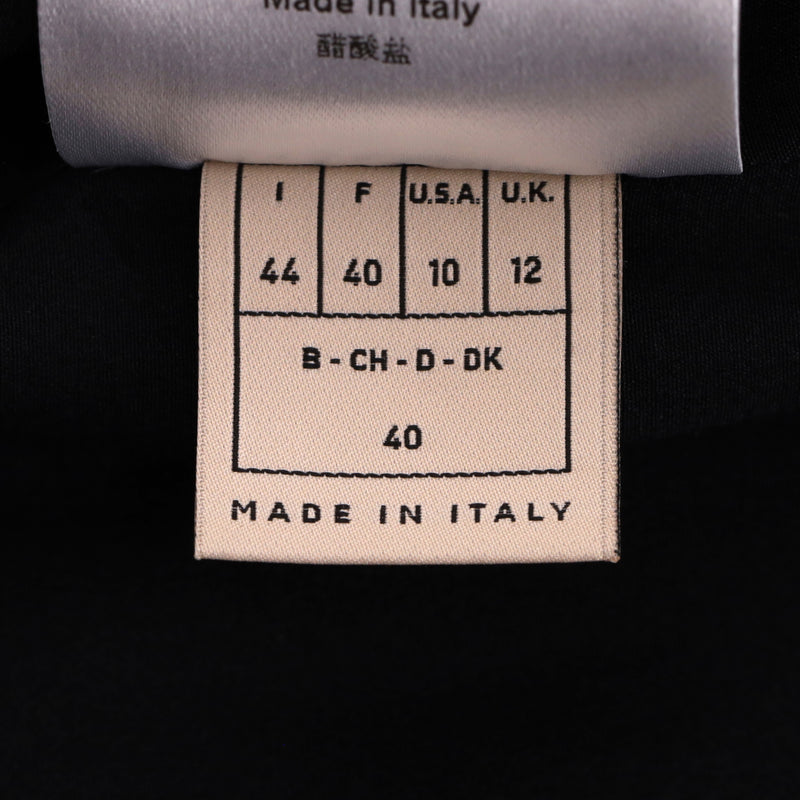 Made in Italy
醋酸盐
I F U.S.A. U.K.
44 40 10 12
B - CH - D - DK
40
MADE IN ITALY